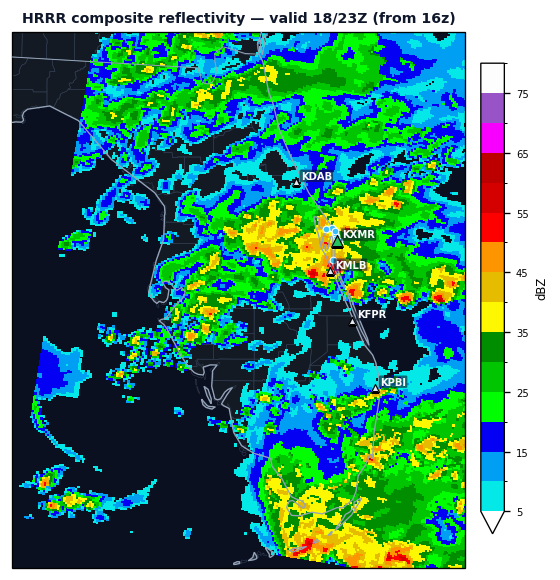 HRRR composite reflectivity — valid 18/23Z (from 16z)
KDAB
KXMR
KMLB
KFPR
KPBI
75
65
55
45
35
25
15
5
dBZ